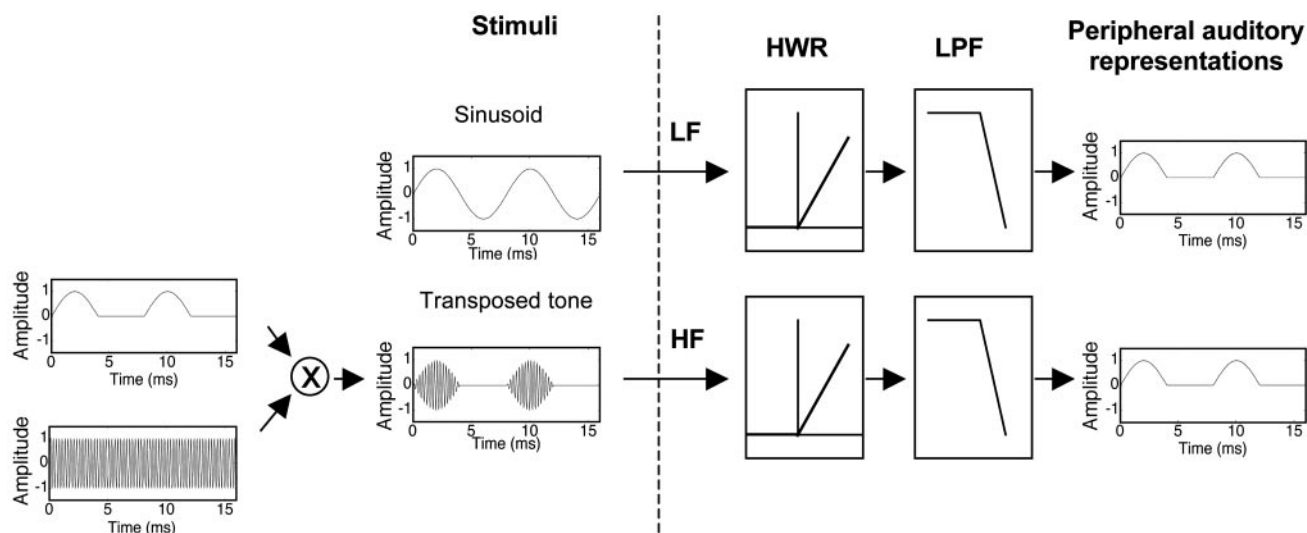 Stimuli
HWR
LPF
Peripheral auditory
representations
Sinusoid
LF
Amplitude
1
0
-1
0 5 10 15
Time (ms)
Amplitude
1
0
-1
0 5 10 15
Time (ms)
Amplitude
1
0
-1
0 5 10 15
Time (ms)
Transposed tone
HF
X
Amplitude
1
0
-1
0 5 10 15
Time (ms)
Amplitude
1
0
-1
0 5 10 15
Time (ms)
Amplitude
1
0
-1
0 5 10 15
Time (ms)